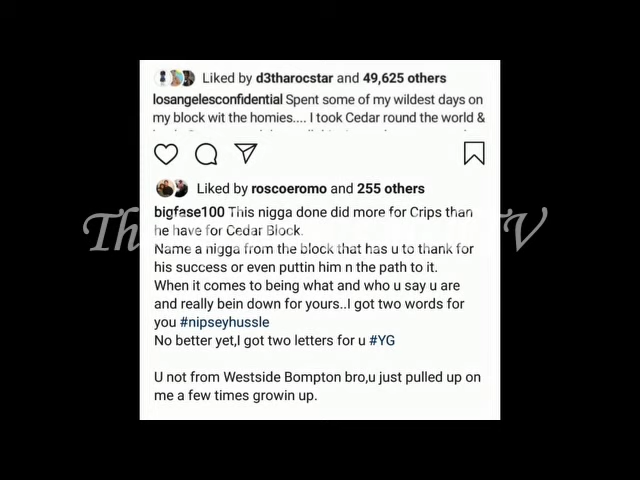 Liked by d3tharocstar and 49,625 others
losangelesconfidential Spent some of my wildest days on
my block wit the homies.... I took Cedar round the world &
Liked by roscoeromo and 255 others
bigfase100 This nigga done did more for Crips than
he have for Cedar Block.
Name a nigga from the block that has u to thank for
his success or even puttin him n the path to it.
When it comes to being what and who u say u are
and really bein down for yours..I got two words for
you #nipseyhussle
No better yet,I got two letters for u #YG
U not from Westside Bompton bro,u just pulled up on
me a few times growin up.
TV